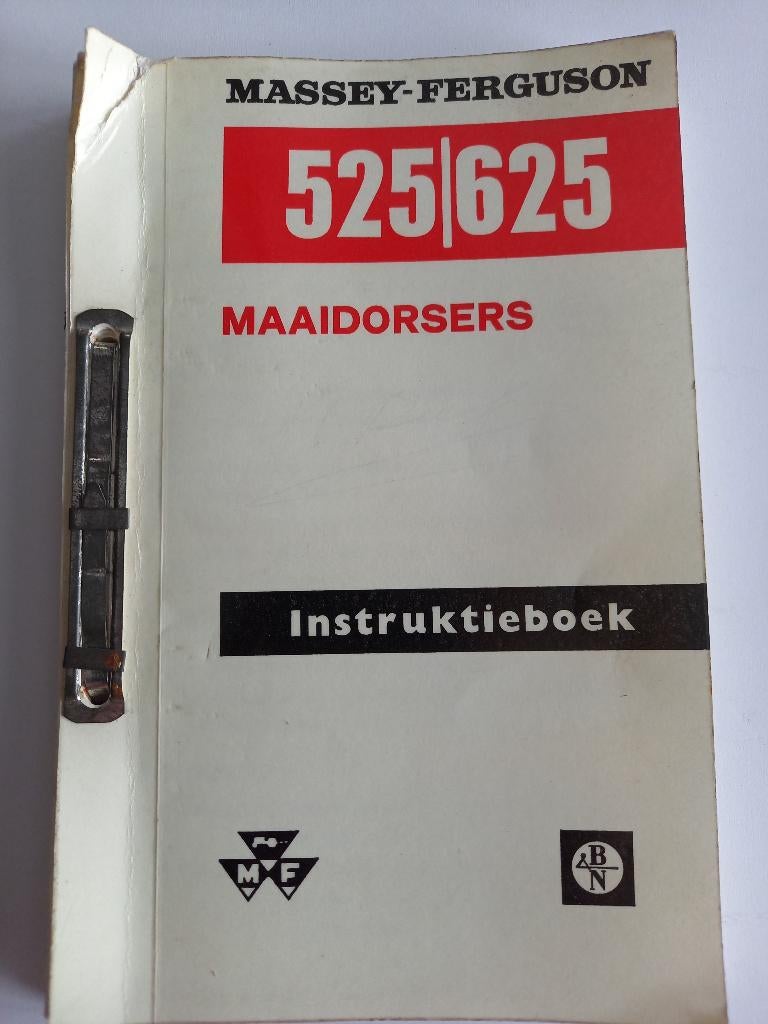 MASSEY-FERGUSON
525|625
MAAIDORSERS
Instruktieboek
M F
B
N